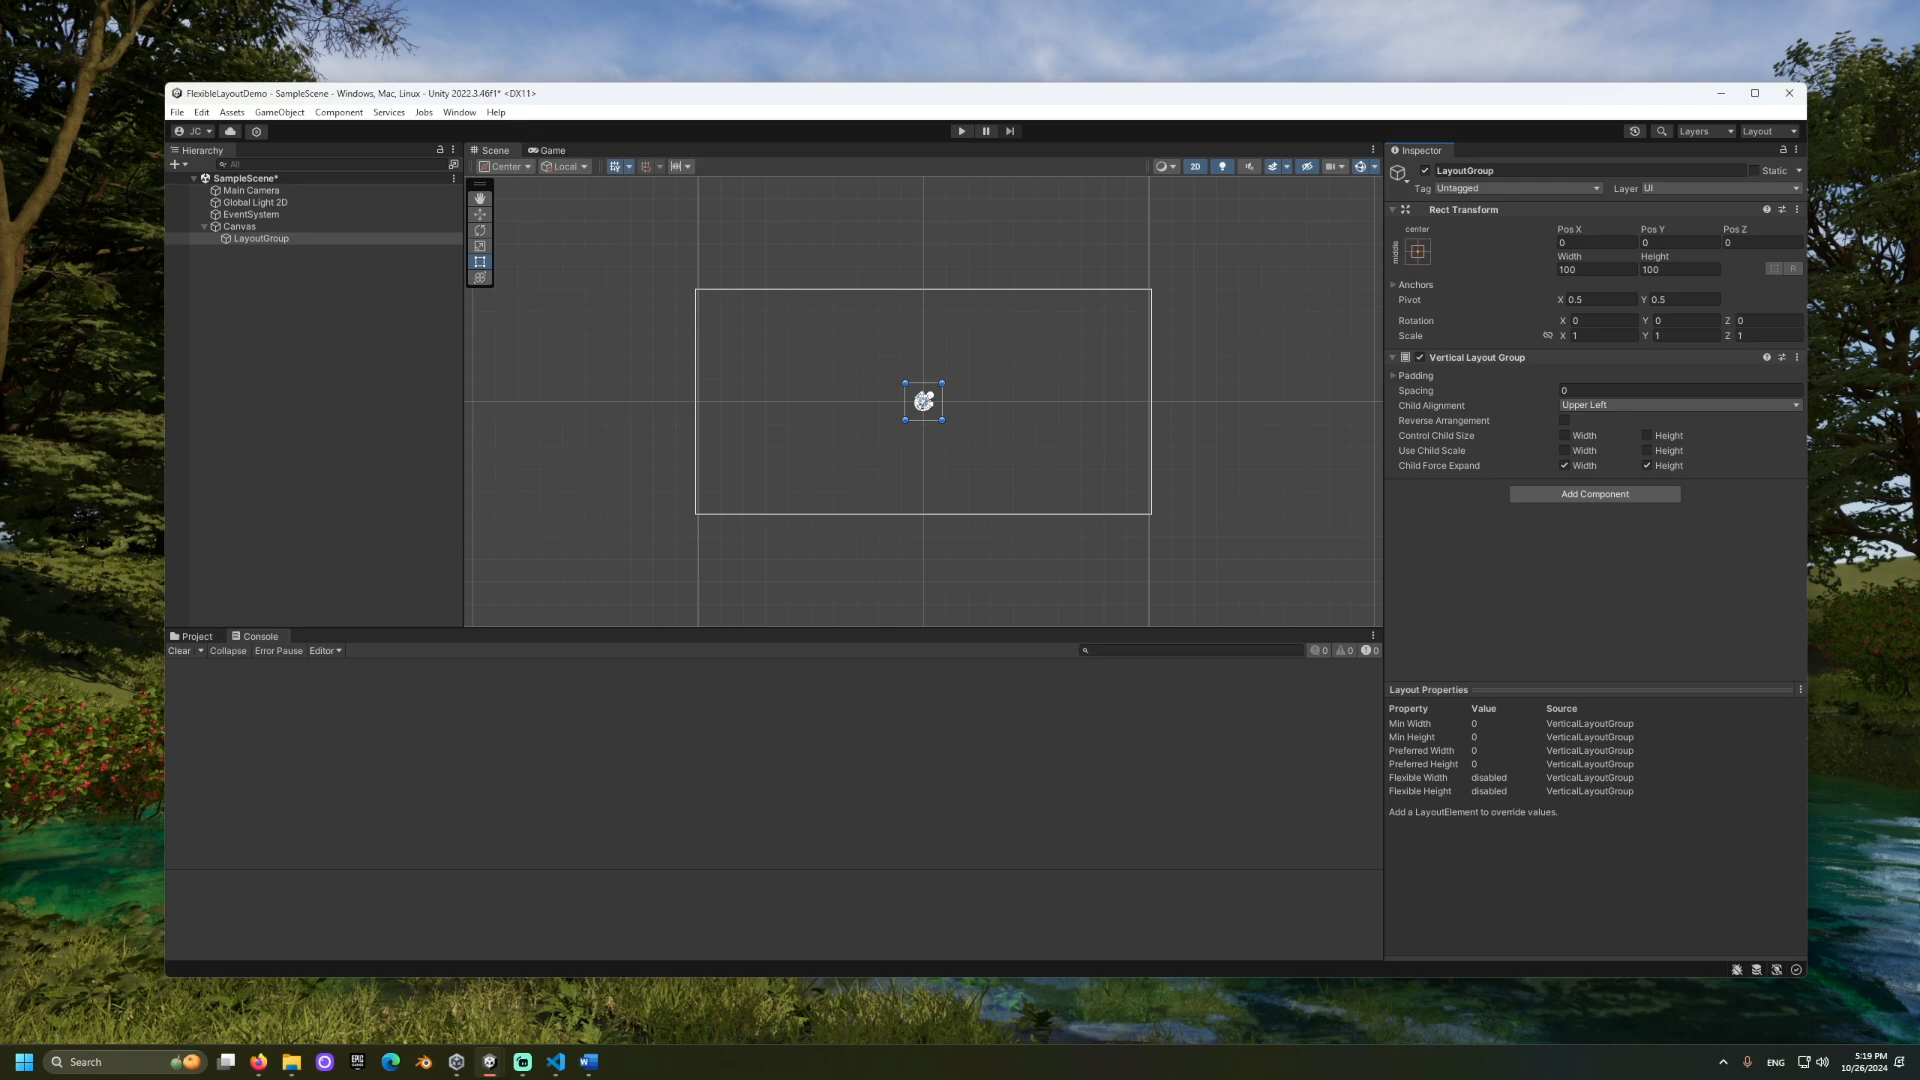 FlexibleLayoutDemo - SampleScene - Windows, Mac, Linux - Unity 2022.3.46f1* <DX11>
File Edit Assets GameObject Component Services Jobs Window Help
JC Layers Layout
Hierarchy
All
SampleScene*
Main Camera
Global Light 2D
EventSystem
Canvas
LayoutGroup
Scene Game
Center Local 2D
Inspector
LayoutGroup Static
Tag Untagged Layer UI
Rect Transform
center
middle
Pos X Pos Y Pos Z
0 0 0
Width Height
100 100 R
Anchors
Pivot X 0.5 Y 0.5
Rotation X 0 Y 0 Z 0
Scale X 1 Y 1 Z 1
Vertical Layout Group
Padding
Spacing 0
Child Alignment Upper Left
Reverse Arrangement
Control Child Size Width Height
Use Child Scale Width Height
Child Force Expand Width Height
Add Component
Project Console
Clear Collapse Error Pause Editor 0 0 0
Layout Properties
Property Value Source
Min Width 0 VerticalLayoutGroup
Min Height 0 VerticalLayoutGroup
Preferred Width 0 VerticalLayoutGroup
Preferred Height 0 VerticalLayoutGroup
Flexible Width disabled VerticalLayoutGroup
Flexible Height disabled VerticalLayoutGroup
Add a LayoutElement to override values.
Search
EPIC
ENG
5:19 PM
10/26/2024